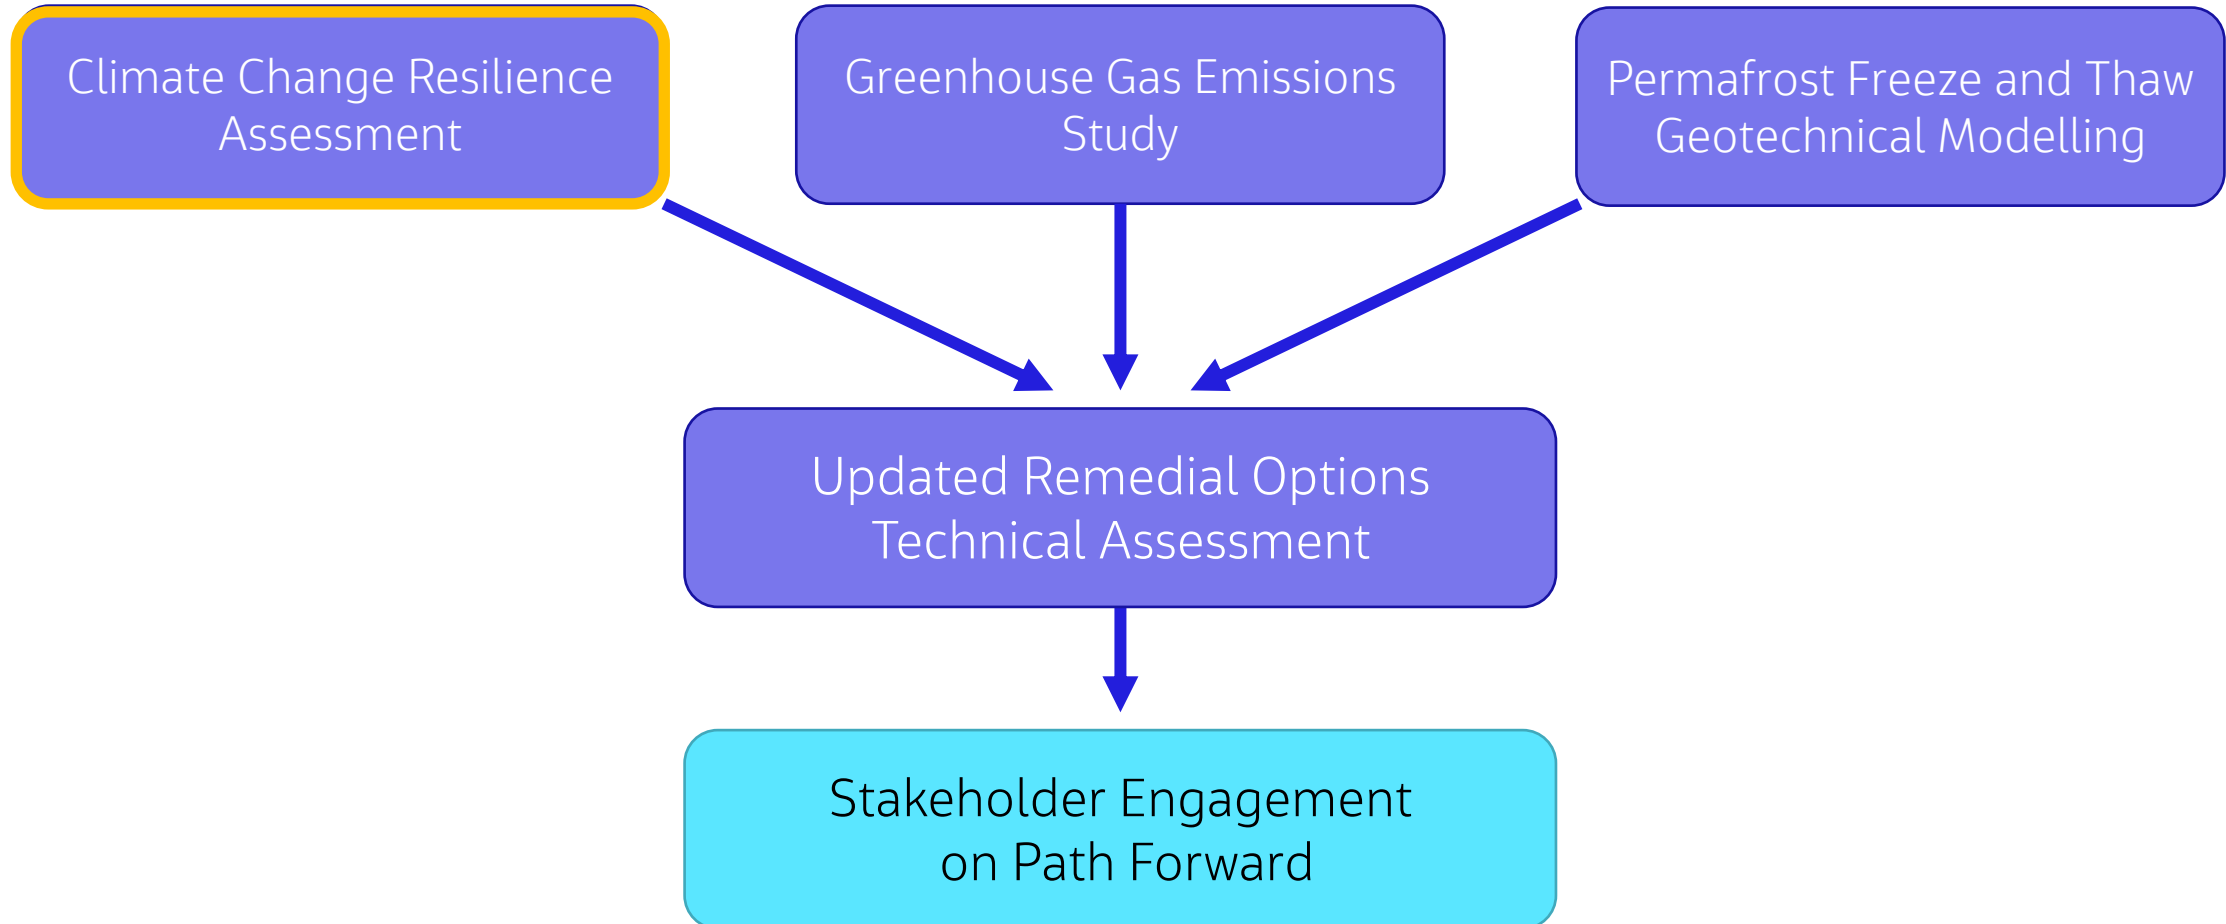 Climate Change Resilience
Assessment
Greenhouse Gas Emissions
Study
Permafrost Freeze and Thaw
Geotechnical Modelling
Updated Remedial Options
Technical Assessment
Stakeholder Engagement
on Path Forward